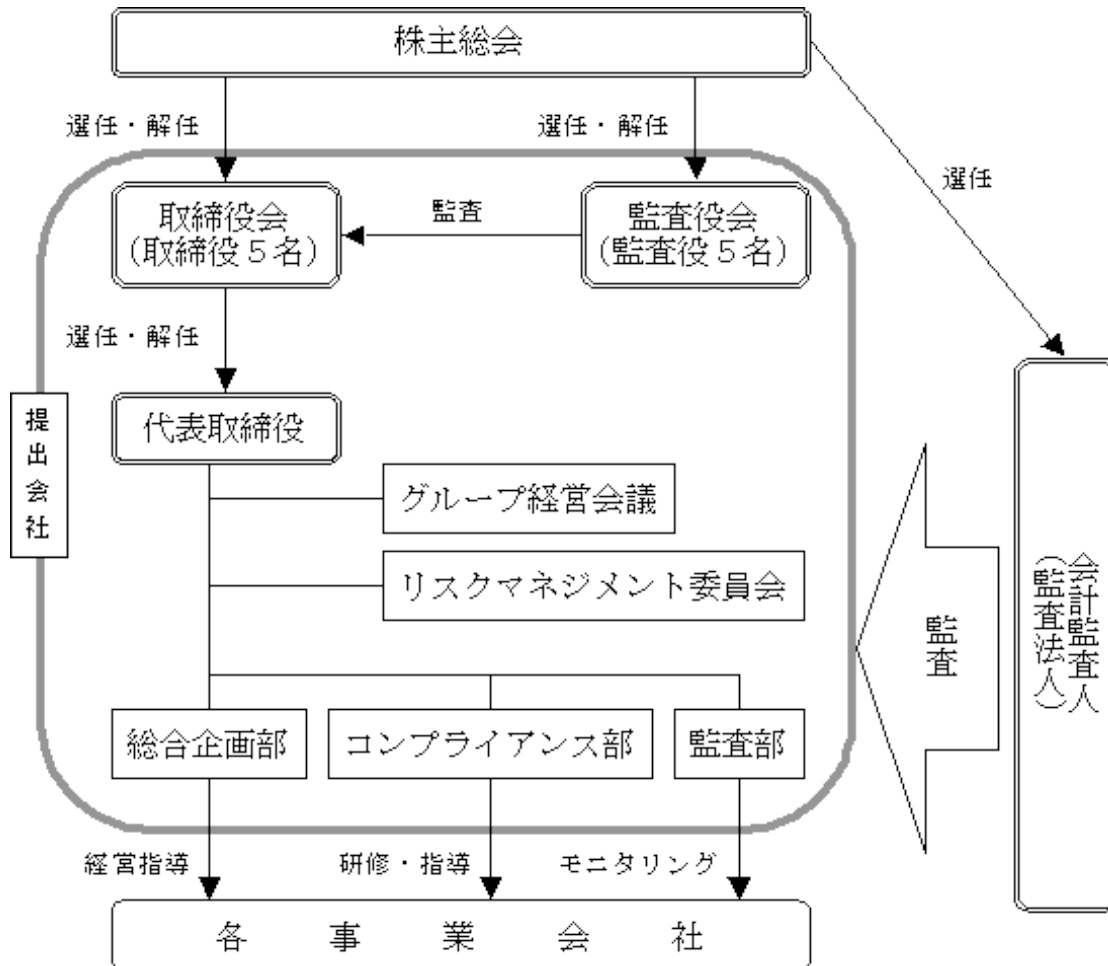 株主総会
選任・解任
選任・解任
選任
取締役会
(取締役５名)
監査
監査役会
(監査役５名)
選任・解任
提出会社
代表取締役
グループ経営会議
リスクマネジメント委員会
監査
会計監査人
(監査法人)
総合企画部
コンプライアンス部
監査部
経営指導
研修・指導
モニタリング
各事業会社